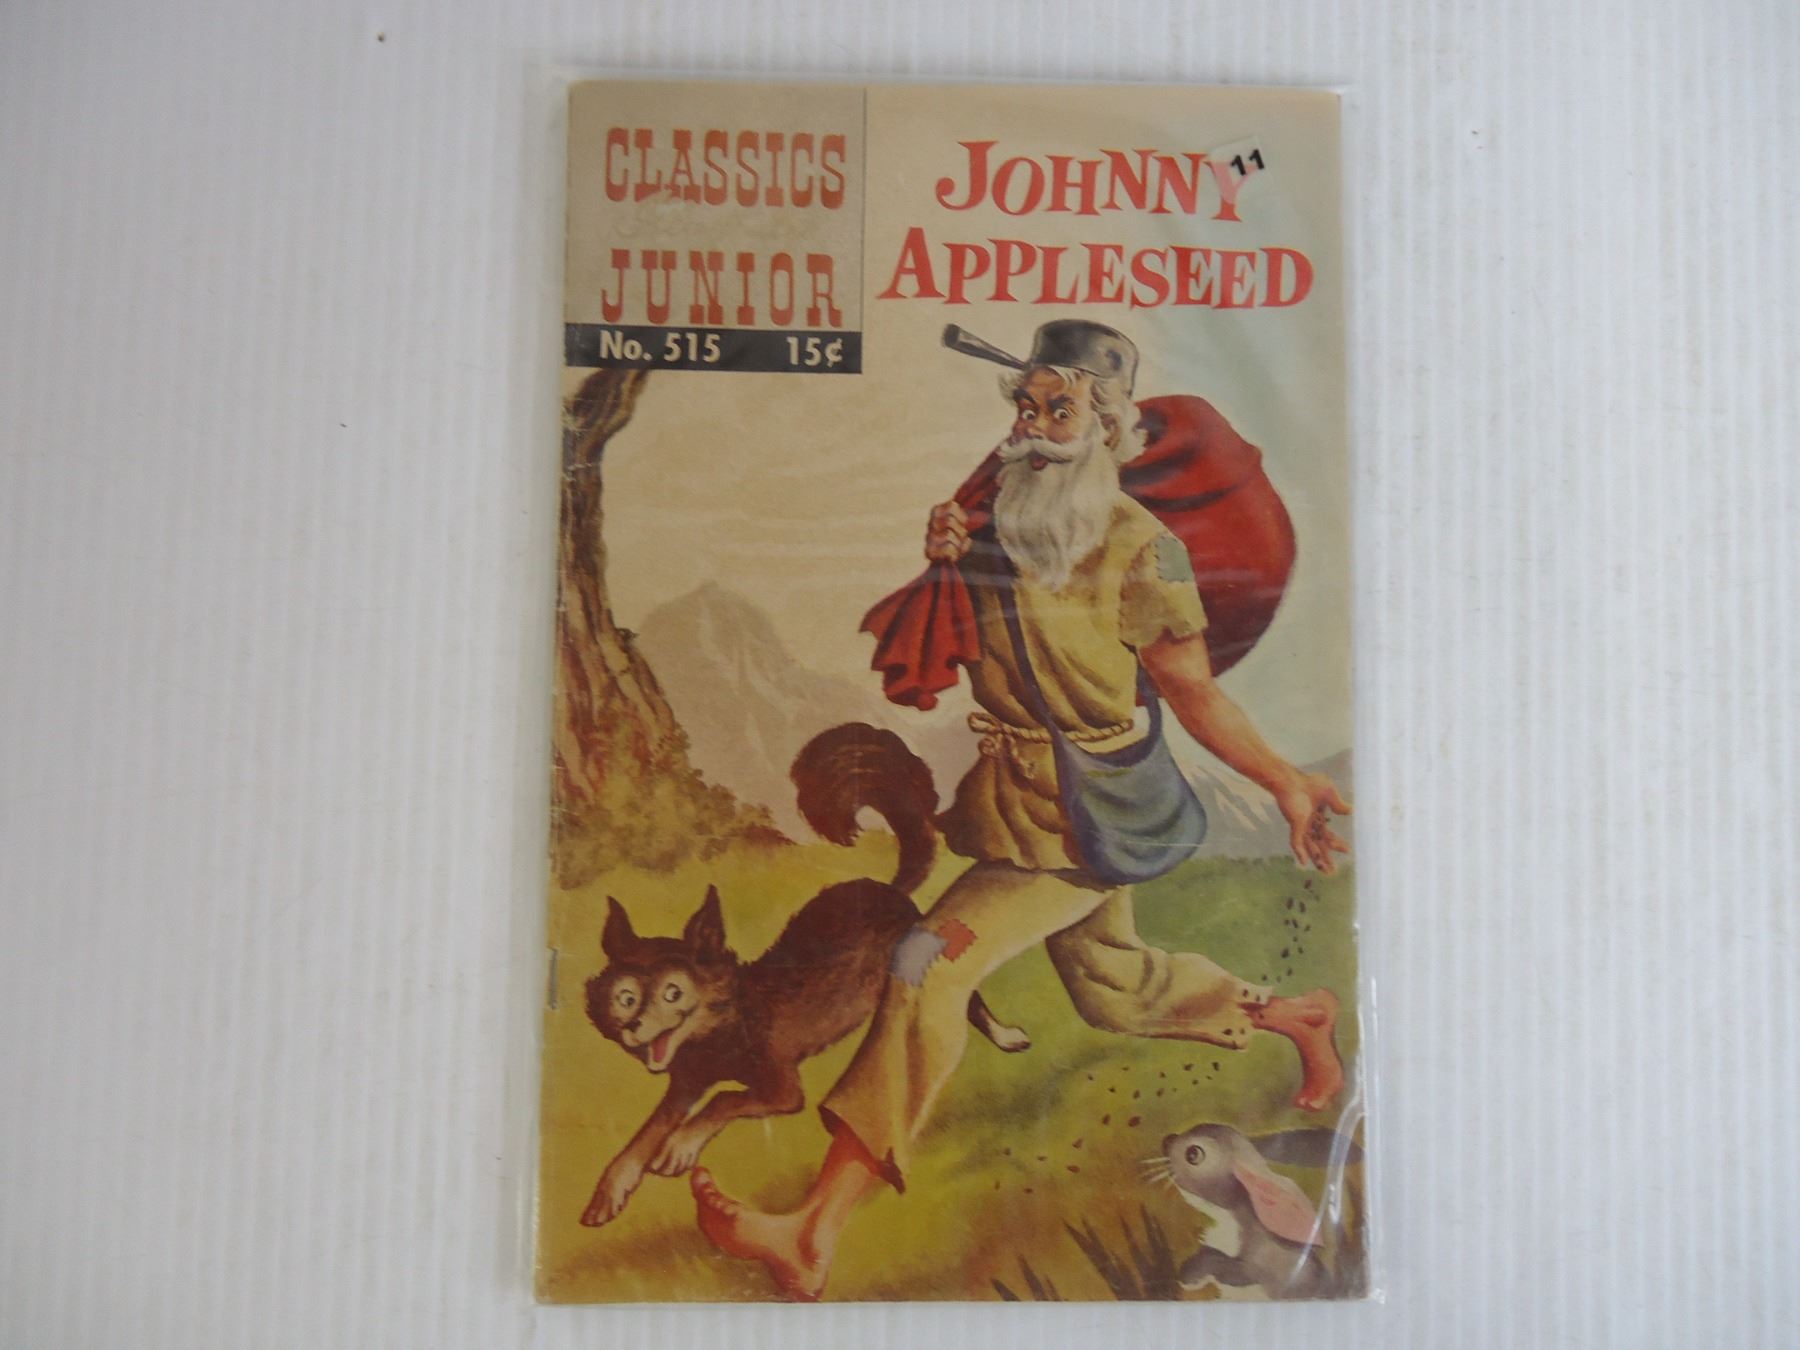 CLASSICS
JUNIOR
No. 515 15¢
JOHNNY
APPLESEED
11